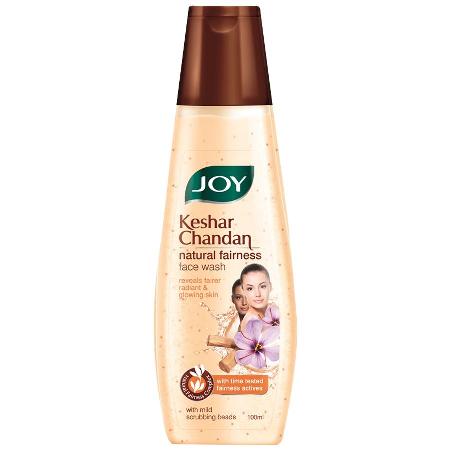 JOY
Keshar
Chandan
natural fairness
face wash
reveals fairer
radiant &
glowing skin
with time tested
fairness actives
with mild
scrubbing beads
100ml